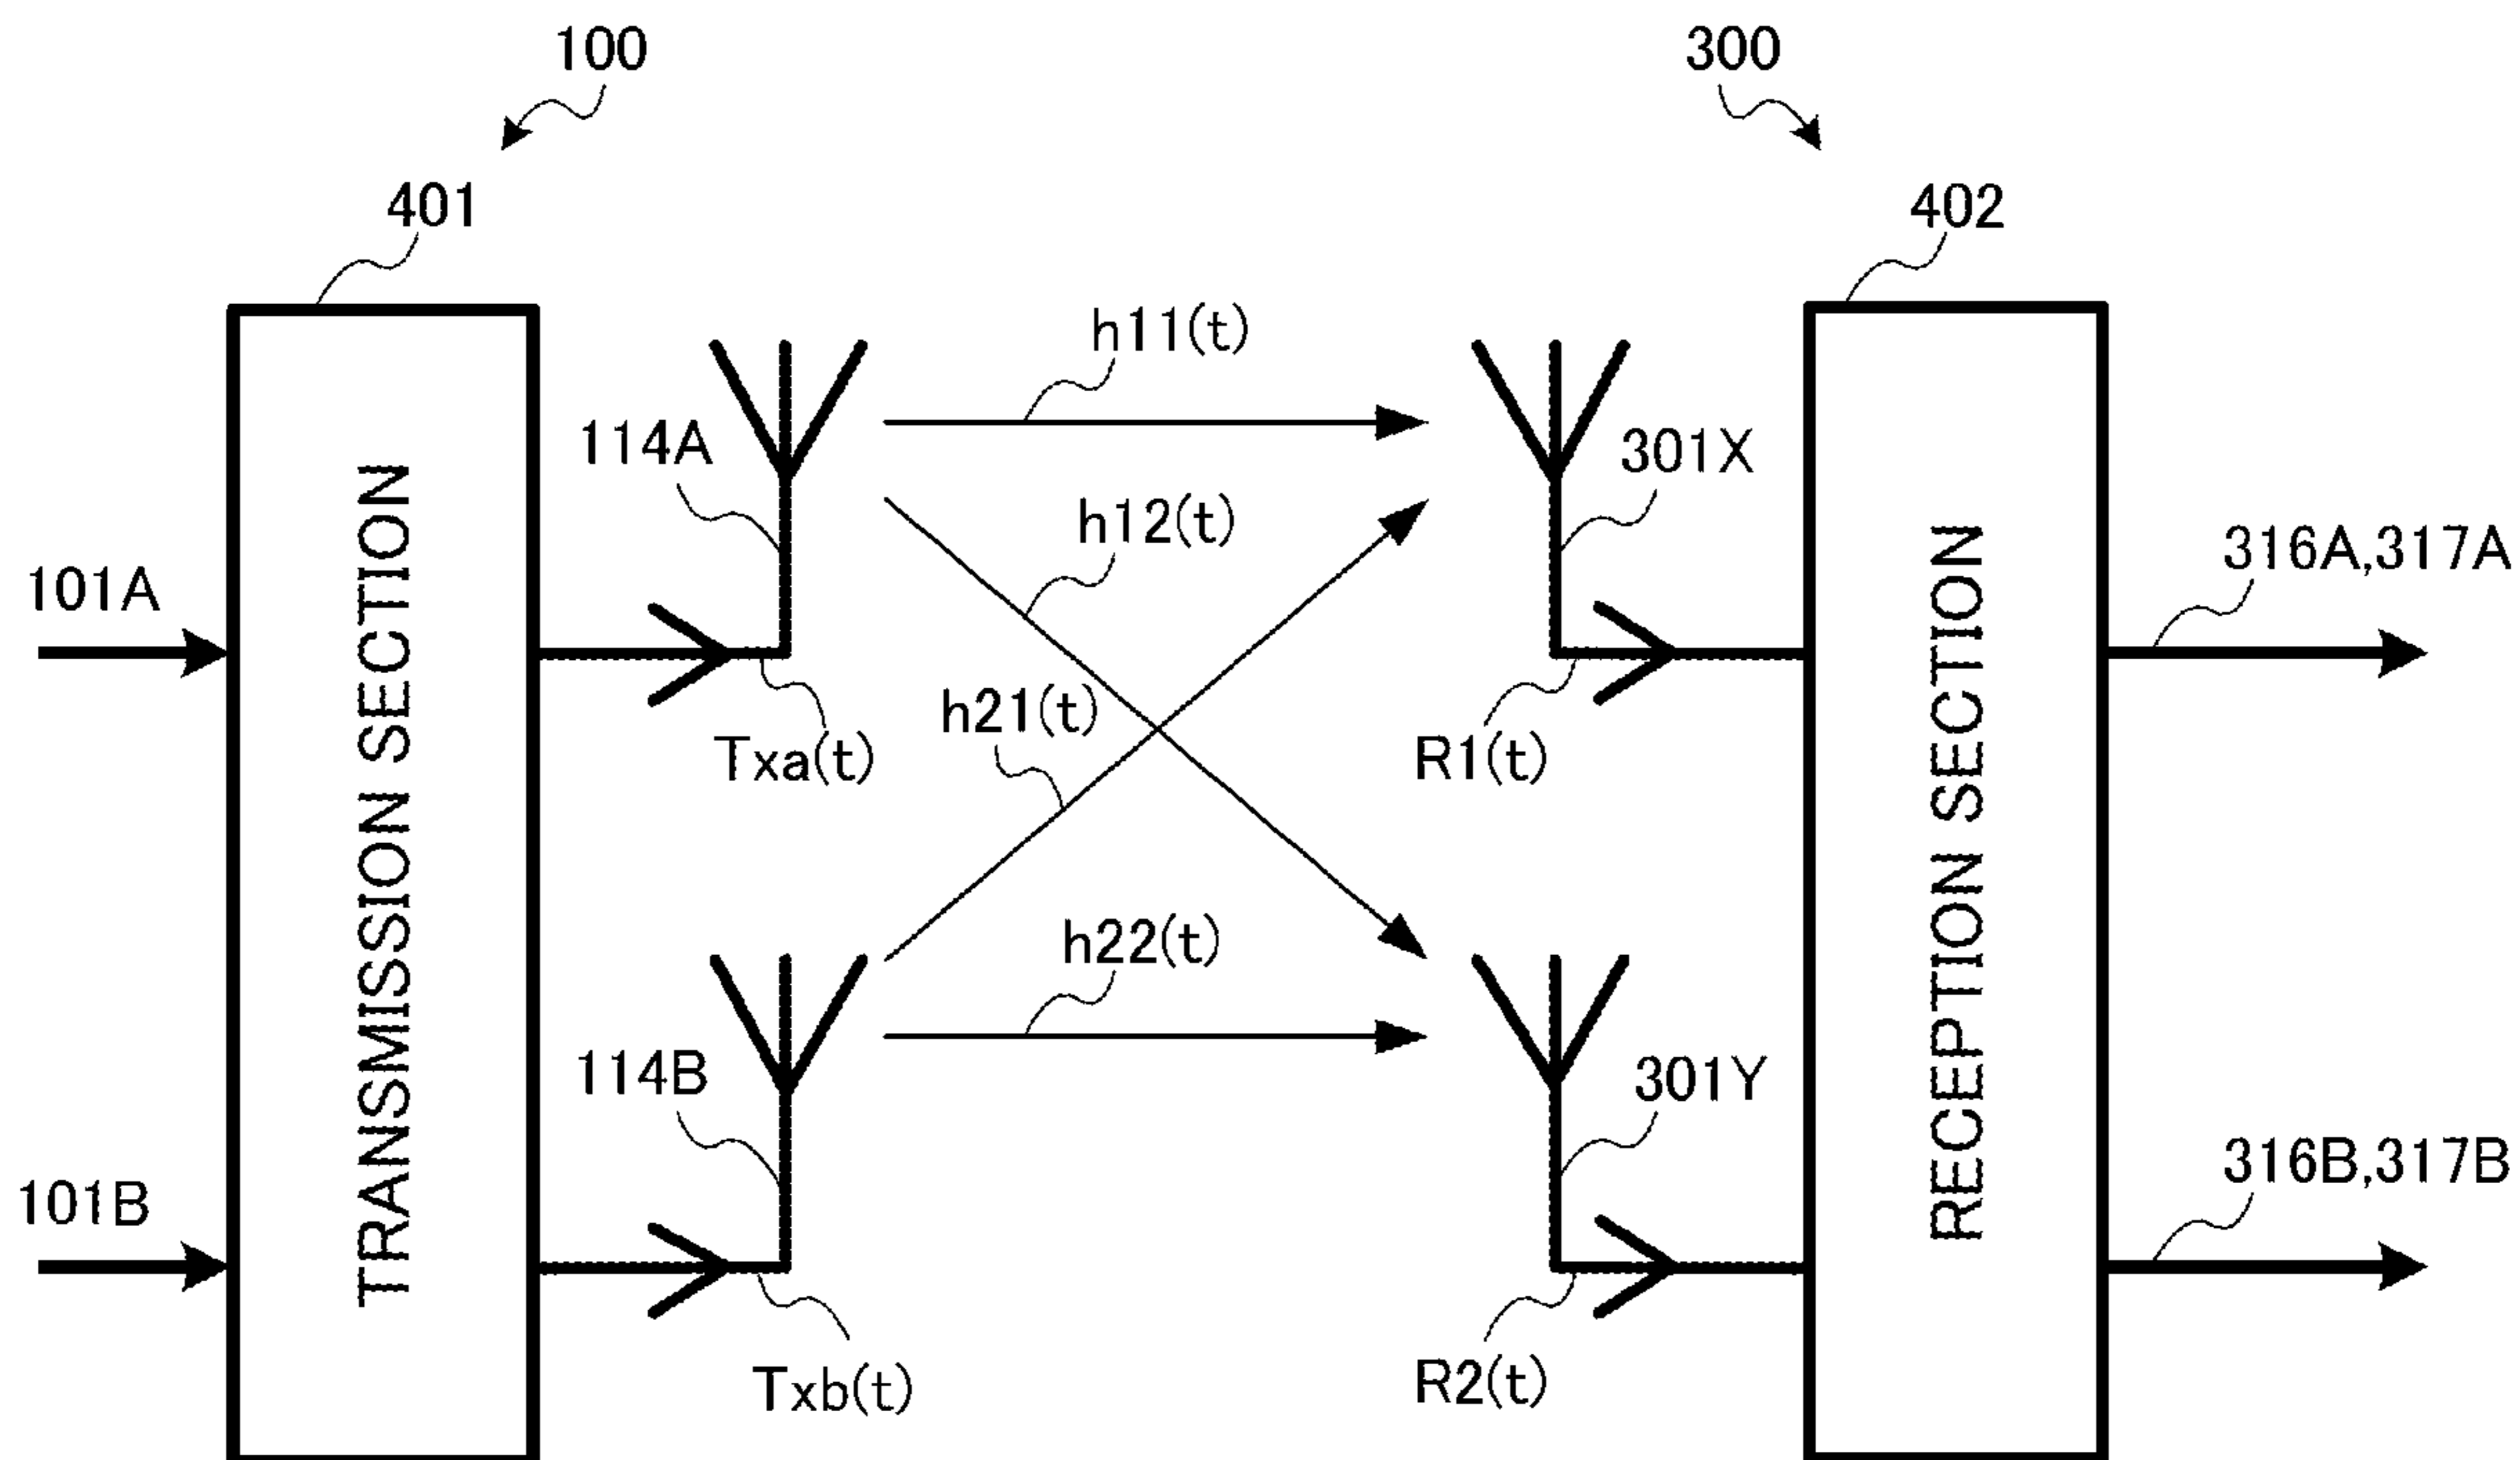 100
300
401
402
h11(t)
114A
301X
h12(t)
101A
316A,317A
TRANSMISSION SECTION
RECEPTION SECTION
h21(t)
Txa(t)
R1(t)
h22(t)
114B
301Y
101B
316B,317B
Txb(t)
R2(t)